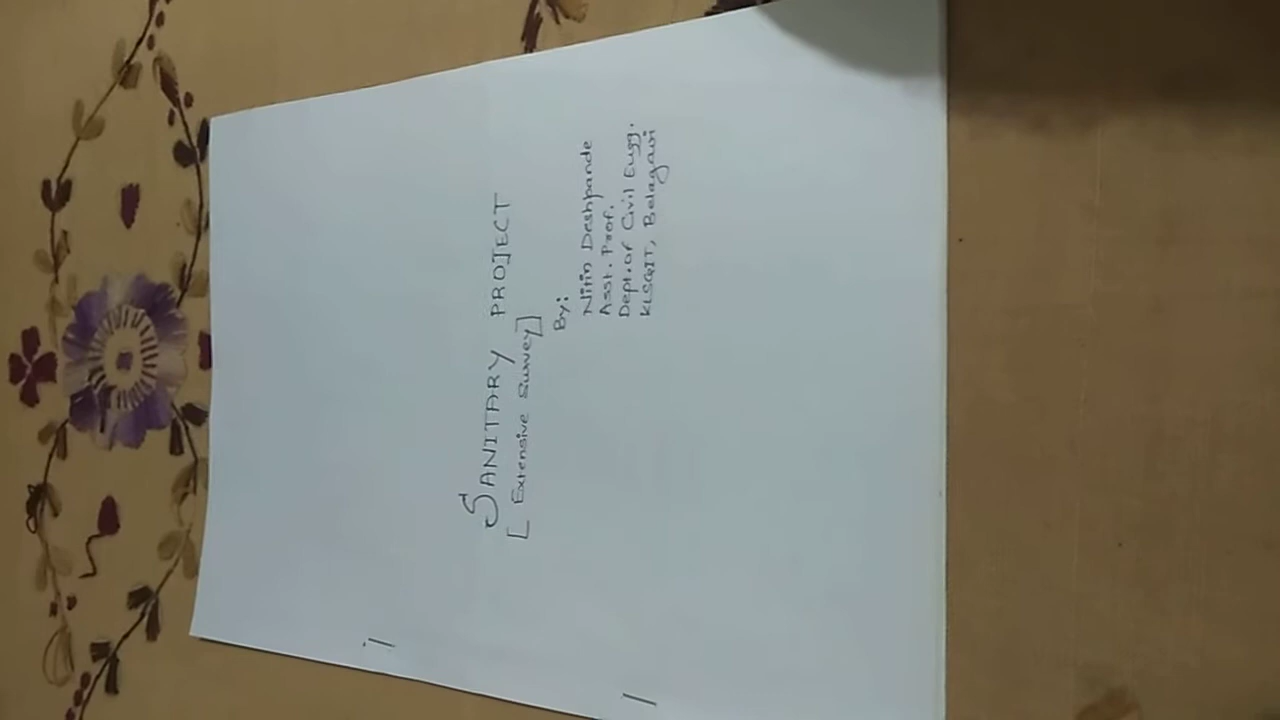 SANITARY PROJECT
[Extensive Survey]
By:
Nitin Deshpande
Asst. Prof.
Dept. of Civil Engg.
KLSGIT, Belagavi